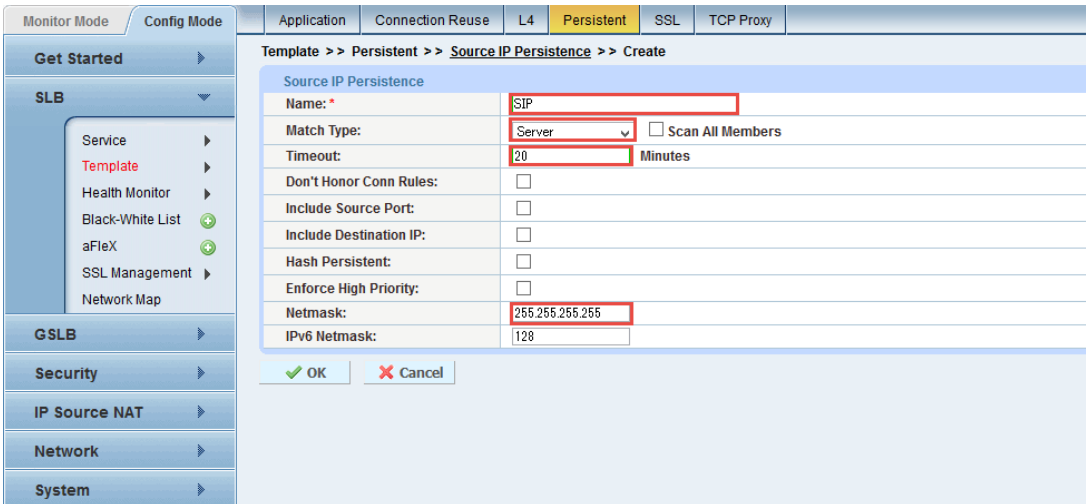 Monitor Mode Config Mode Application Connection Reuse L4 Persistent SSL TCP Proxy
Template >> Persistent >> Source IP Persistence >> Create
Get Started
SLB
Service
Template
Health Monitor
Black-White List
aFleX
SSL Management
Network Map
GSLB
Security
IP Source NAT
Network
System
Source IP Persistence
Name: * SIP
Match Type: Server Scan All Members
Timeout: 20 Minutes
Don't Honor Conn Rules:
Include Source Port:
Include Destination IP:
Hash Persistent:
Enforce High Priority:
Netmask: 255.255.255.255
IPv6 Netmask: 128
OK Cancel